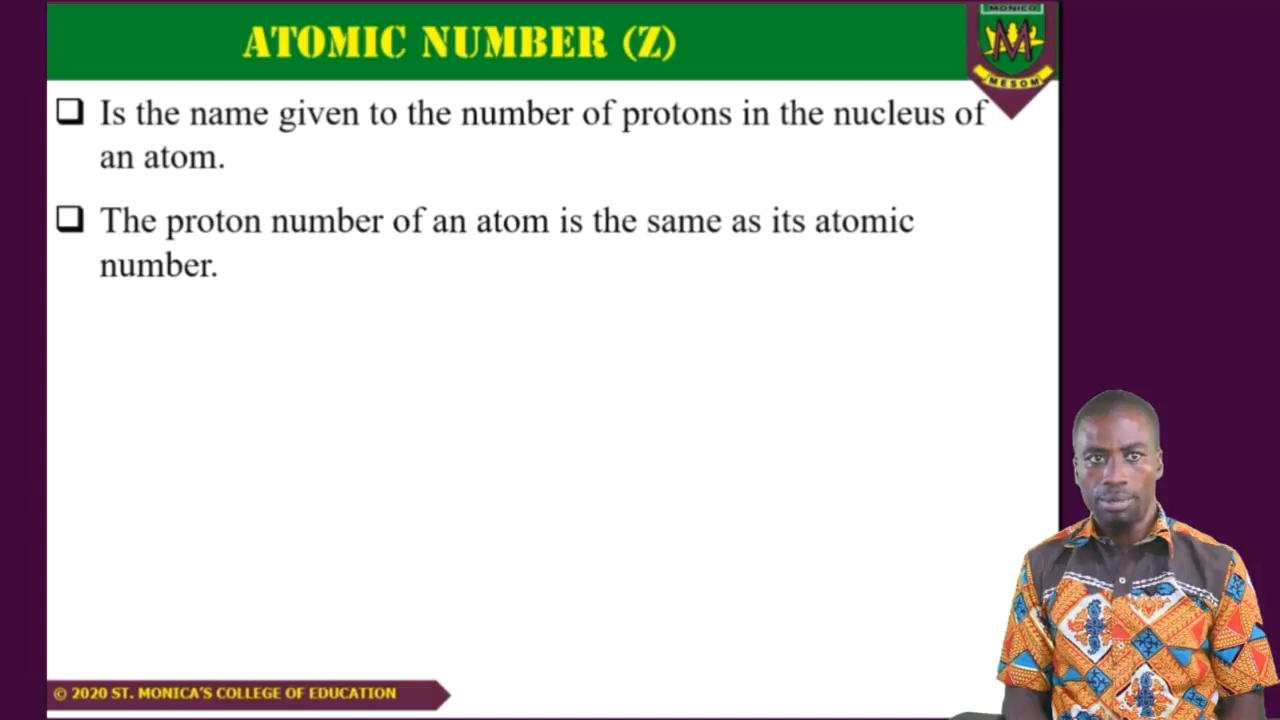 ATOMIC NUMBER (Z)
MONICO
M
MESOM
❑ Is the name given to the number of protons in the nucleus of
an atom.
❑ The proton number of an atom is the same as its atomic
number.
© 2020 ST. MONICA'S COLLEGE OF EDUCATION